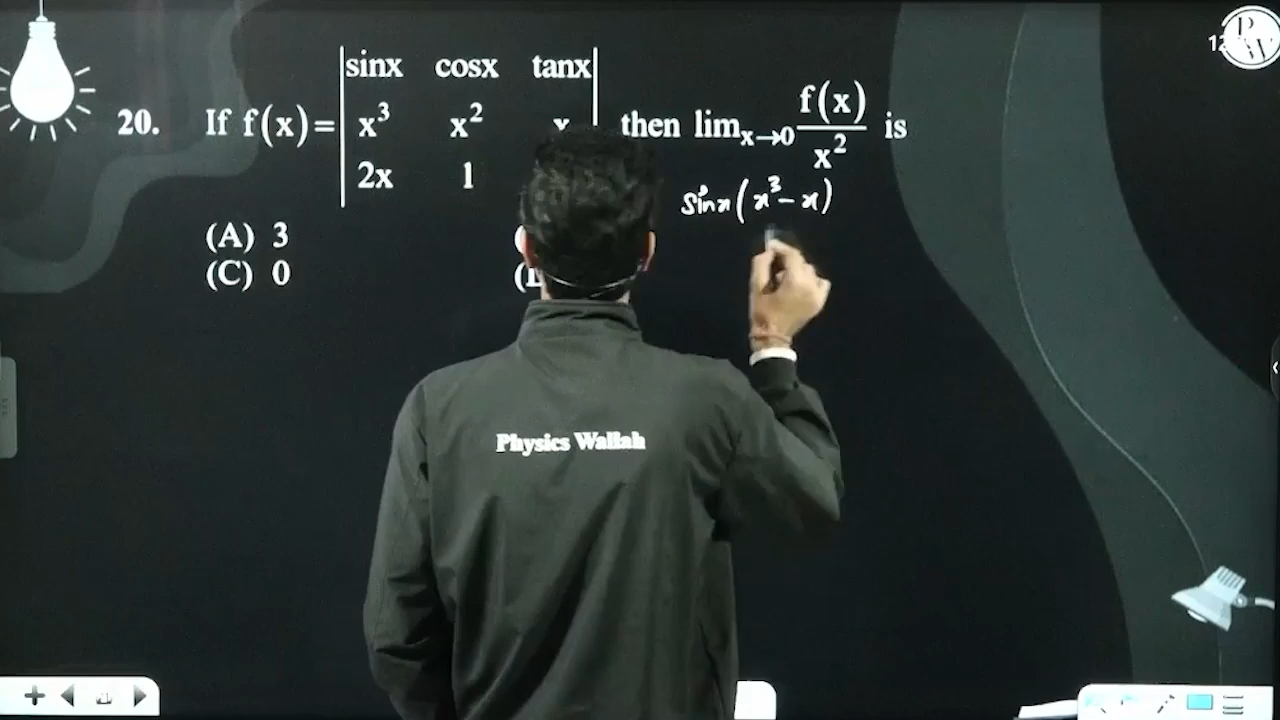 sinx cosx tanx
20. If f(x)= x³ x² x then lim x→0 f(x)/x² is
2x 1
sinx(x³-x)
(A) 3
(C) 0
Physics Wallah